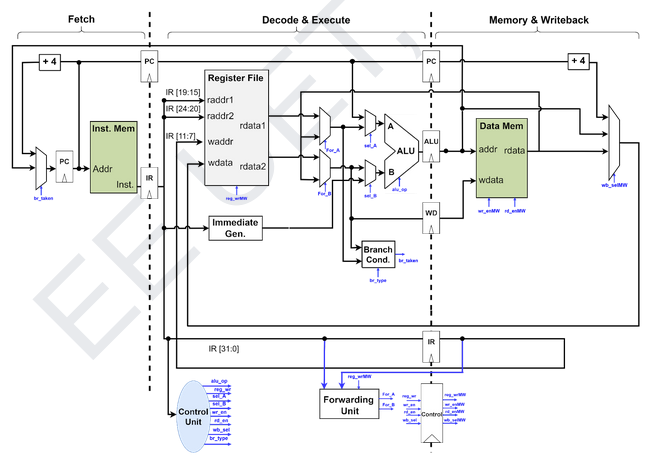 Fetch
Decode & Execute
Memory & Writeback
EE UET,
+ 4
PC
PC
+ 4
IR [19:15]
Register File
raddr1
IR [24:20]
raddr2
rdata1
IR [11:7]
waddr
wdata
rdata2
reg_wrMW
Inst. Mem
Addr
Inst.
PC
br_taken
IR
For_A
For_B
sel_A
sel_B
A
ALU
B
alu_op
ALU
Data Mem
addr
rdata
wdata
wr_enMW
rd_enMW
wb_selMW
WD
Immediate
Gen.
Branch
Cond.
br_taken
br_type
IR [31:0]
IR
reg_wrMW
Forwarding
Unit
For_A
For_B
Control
Unit
alu_op
reg_wr
sel_A
sel_B
wr_en
rd_en
wb_sel
br_type
reg_wr
wr_en
rd_en
wb_sel
Control
reg_wrMW
wr_enMW
rd_enMW
wb_selMW